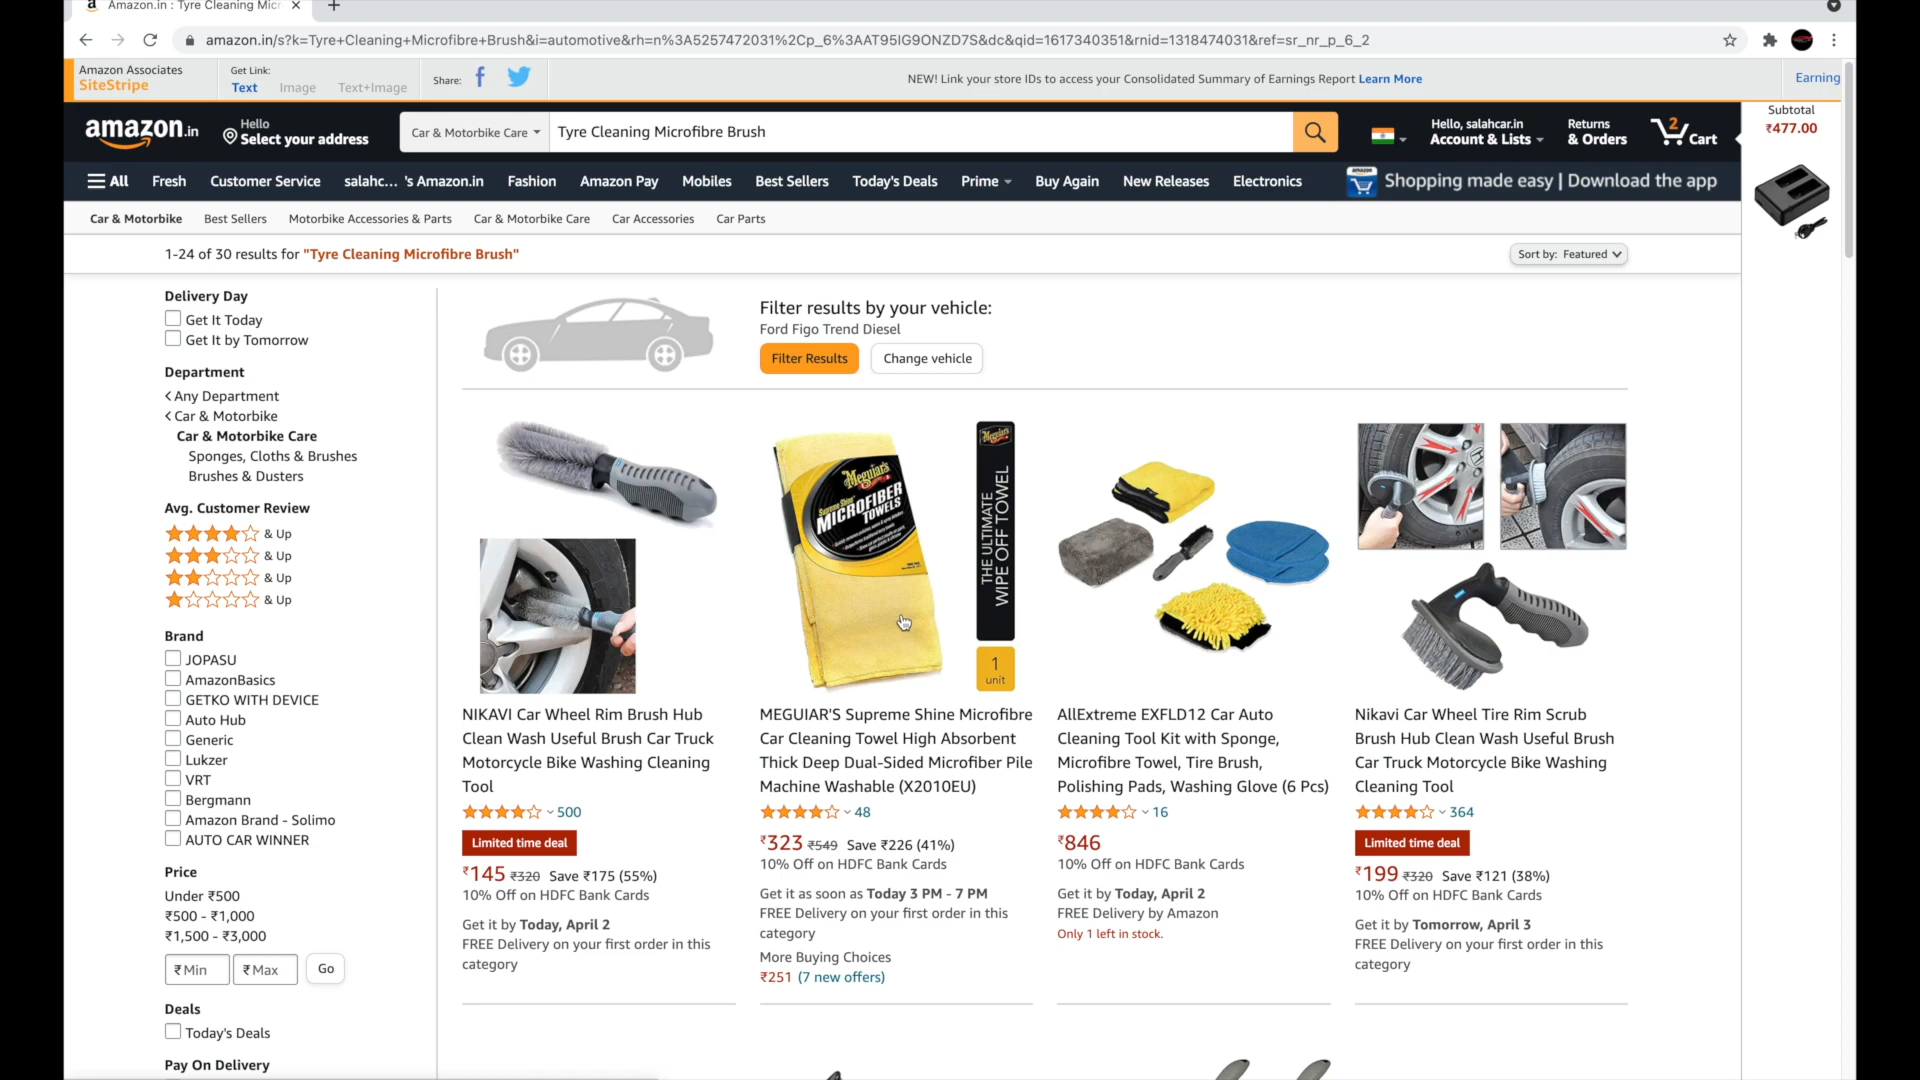 Amazon.in : Tyre Cleaning Micr
amazon.in/s?k=Tyre+Cleaning+Microfibre+Brush&i=automotive&rh=n%3A5257472031%2Cp_6%3AAT95IG9ONZD7S&dc&qid=1617340351&rnid=1318474031&ref=sr_nr_p_6_2
Amazon Associates
SiteStripe
Get Link:
Text Image Text+Image
Share:
NEW! Link your store IDs to access your Consolidated Summary of Earnings Report Learn More
Earning
amazon.in
Hello
Select your address
Car & Motorbike Care
Tyre Cleaning Microfibre Brush
Hello, salahcar.in
Account & Lists
Returns
& Orders
2
Cart
Subtotal
₹477.00
All Fresh Customer Service salahc... 's Amazon.in Fashion Amazon Pay Mobiles Best Sellers Today's Deals Prime Buy Again New Releases Electronics
Shopping made easy | Download the app
Car & Motorbike Best Sellers Motorbike Accessories & Parts Car & Motorbike Care Car Accessories Car Parts
1-24 of 30 results for "Tyre Cleaning Microfibre Brush"
Sort by: Featured
Delivery Day
Get It Today
Get It by Tomorrow
Department
Any Department
Car & Motorbike
Car & Motorbike Care
Sponges, Cloths & Brushes
Brushes & Dusters
Avg. Customer Review
& Up
& Up
& Up
& Up
Brand
JOPASU
AmazonBasics
GETKO WITH DEVICE
Auto Hub
Generic
Lukzer
VRT
Bergmann
Amazon Brand - Solimo
AUTO CAR WINNER
Price
Under ₹500
₹500 - ₹1,000
₹1,500 - ₹3,000
₹ Min ₹ Max Go
Deals
Today's Deals
Pay On Delivery
Filter results by your vehicle:
Ford Figo Trend Diesel
Filter Results Change vehicle
NIKAVI Car Wheel Rim Brush Hub
Clean Wash Useful Brush Car Truck
Motorcycle Bike Washing Cleaning
Tool
500
Limited time deal
₹145 ₹320 Save ₹175 (55%)
10% Off on HDFC Bank Cards
Get it by Today, April 2
FREE Delivery on your first order in this
category
Meguiar's
Supreme Shine
MICROFIBER
TOWELS
Meguiar's
THE ULTIMATE
WIPE OFF TOWEL
1
unit
MEGUIAR'S Supreme Shine Microfibre
Car Cleaning Towel High Absorbent
Thick Deep Dual-Sided Microfiber Pile
Machine Washable (X2010EU)
48
₹323 ₹549 Save ₹226 (41%)
10% Off on HDFC Bank Cards
Get it as soon as Today 3 PM - 7 PM
FREE Delivery on your first order in this
category
More Buying Choices
₹251 (7 new offers)
AllExtreme EXFLD12 Car Auto
Cleaning Tool Kit with Sponge,
Microfibre Towel, Tire Brush,
Polishing Pads, Washing Glove (6 Pcs)
16
₹846
10% Off on HDFC Bank Cards
Get it by Today, April 2
FREE Delivery by Amazon
Only 1 left in stock.
Nikavi Car Wheel Tire Rim Scrub
Brush Hub Clean Wash Useful Brush
Car Truck Motorcycle Bike Washing
Cleaning Tool
364
Limited time deal
₹199 ₹320 Save ₹121 (38%)
10% Off on HDFC Bank Cards
Get it by Tomorrow, April 3
FREE Delivery on your first order in this
category